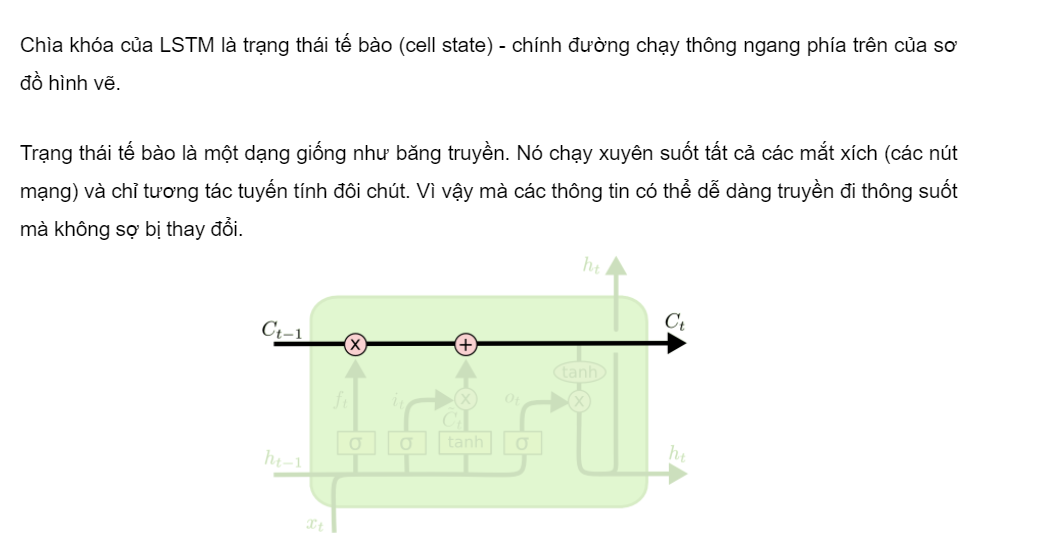 Chìa khóa của LSTM là trạng thái tế bào (cell state) - chính đường chạy thông ngang phía trên của sơ
đồ hình vẽ.
Trạng thái tế bào là một dạng giống như băng truyền. Nó chạy xuyên suốt tất cả các mắt xích (các nút
mạng) và chỉ tương tác tuyến tính đôi chút. Vì vậy mà các thông tin có thể dễ dàng truyền đi thông suốt
mà không sợ bị thay đổi.
hₜ
Cₜ₋₁ x + Cₜ
tanh
fₜ iₜ x oₜ x
C̃ₜ
σ σ tanh σ
hₜ₋₁ hₜ
xₜ